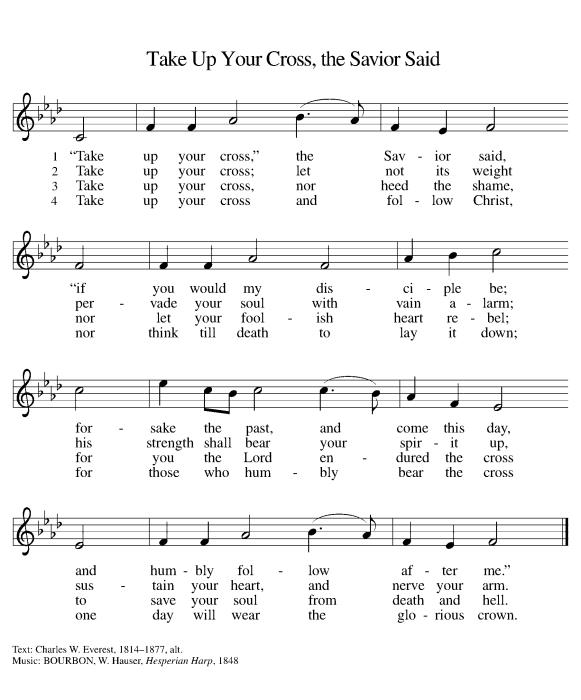 Take Up Your Cross, the Savior Said
1 “Take up your cross,” the Sav - ior said,
2 Take up your cross; let not its weight
3 Take up your cross, nor heed the shame,
4 Take up your cross and fol - low Christ,
“if you would my dis - ci - ple be;
per - vade your soul with vain a - larm;
nor let your fool - ish heart re - bel;
nor think till death to lay it down;
for - sake the past, and come this day,
his strength shall bear your spir - it up,
for you the Lord en - dured the cross
for those who hum - bly bear the cross
and hum - bly fol - low af - ter me.”
sus - tain your heart, and nerve your arm.
to save your soul from death and hell.
one day will wear the glo - rious crown.
Text: Charles W. Everest, 1814–1877, alt.
Music: BOURBON, W. Hauser, Hesperian Harp, 1848